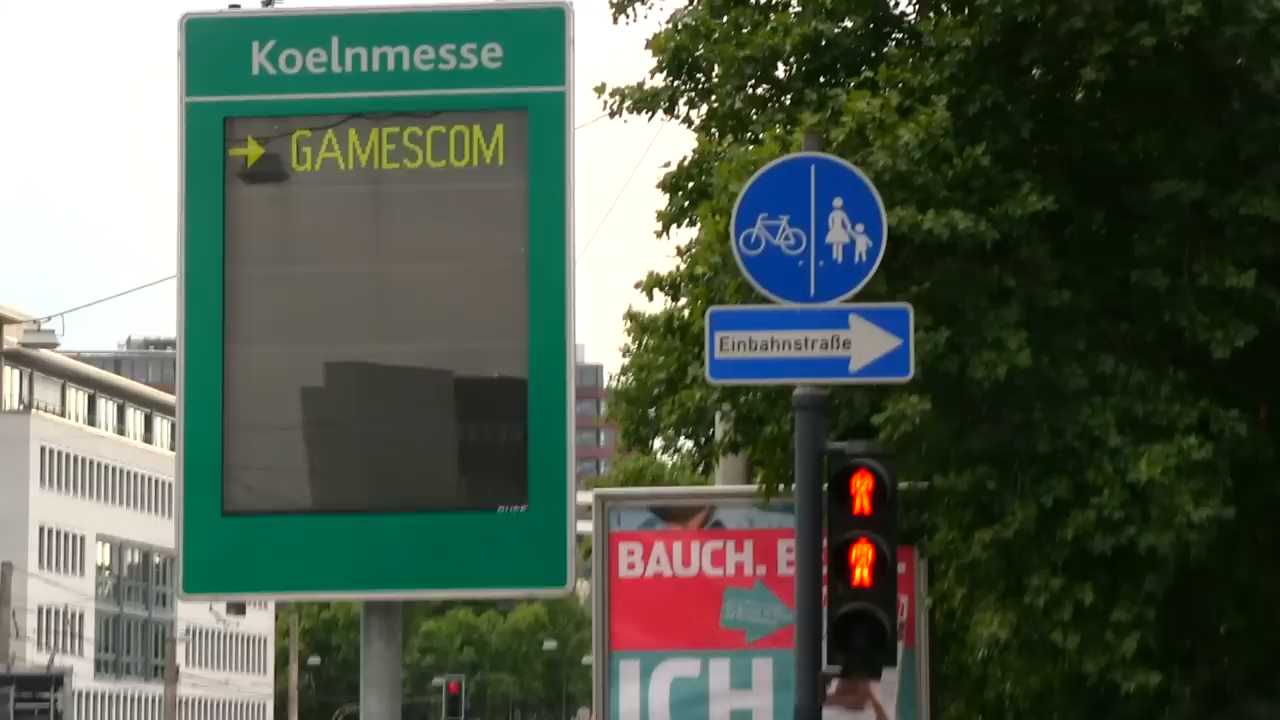 Koelnmesse
→ GAMESCOM
Einbahnstraße
BAUCH.
ICH